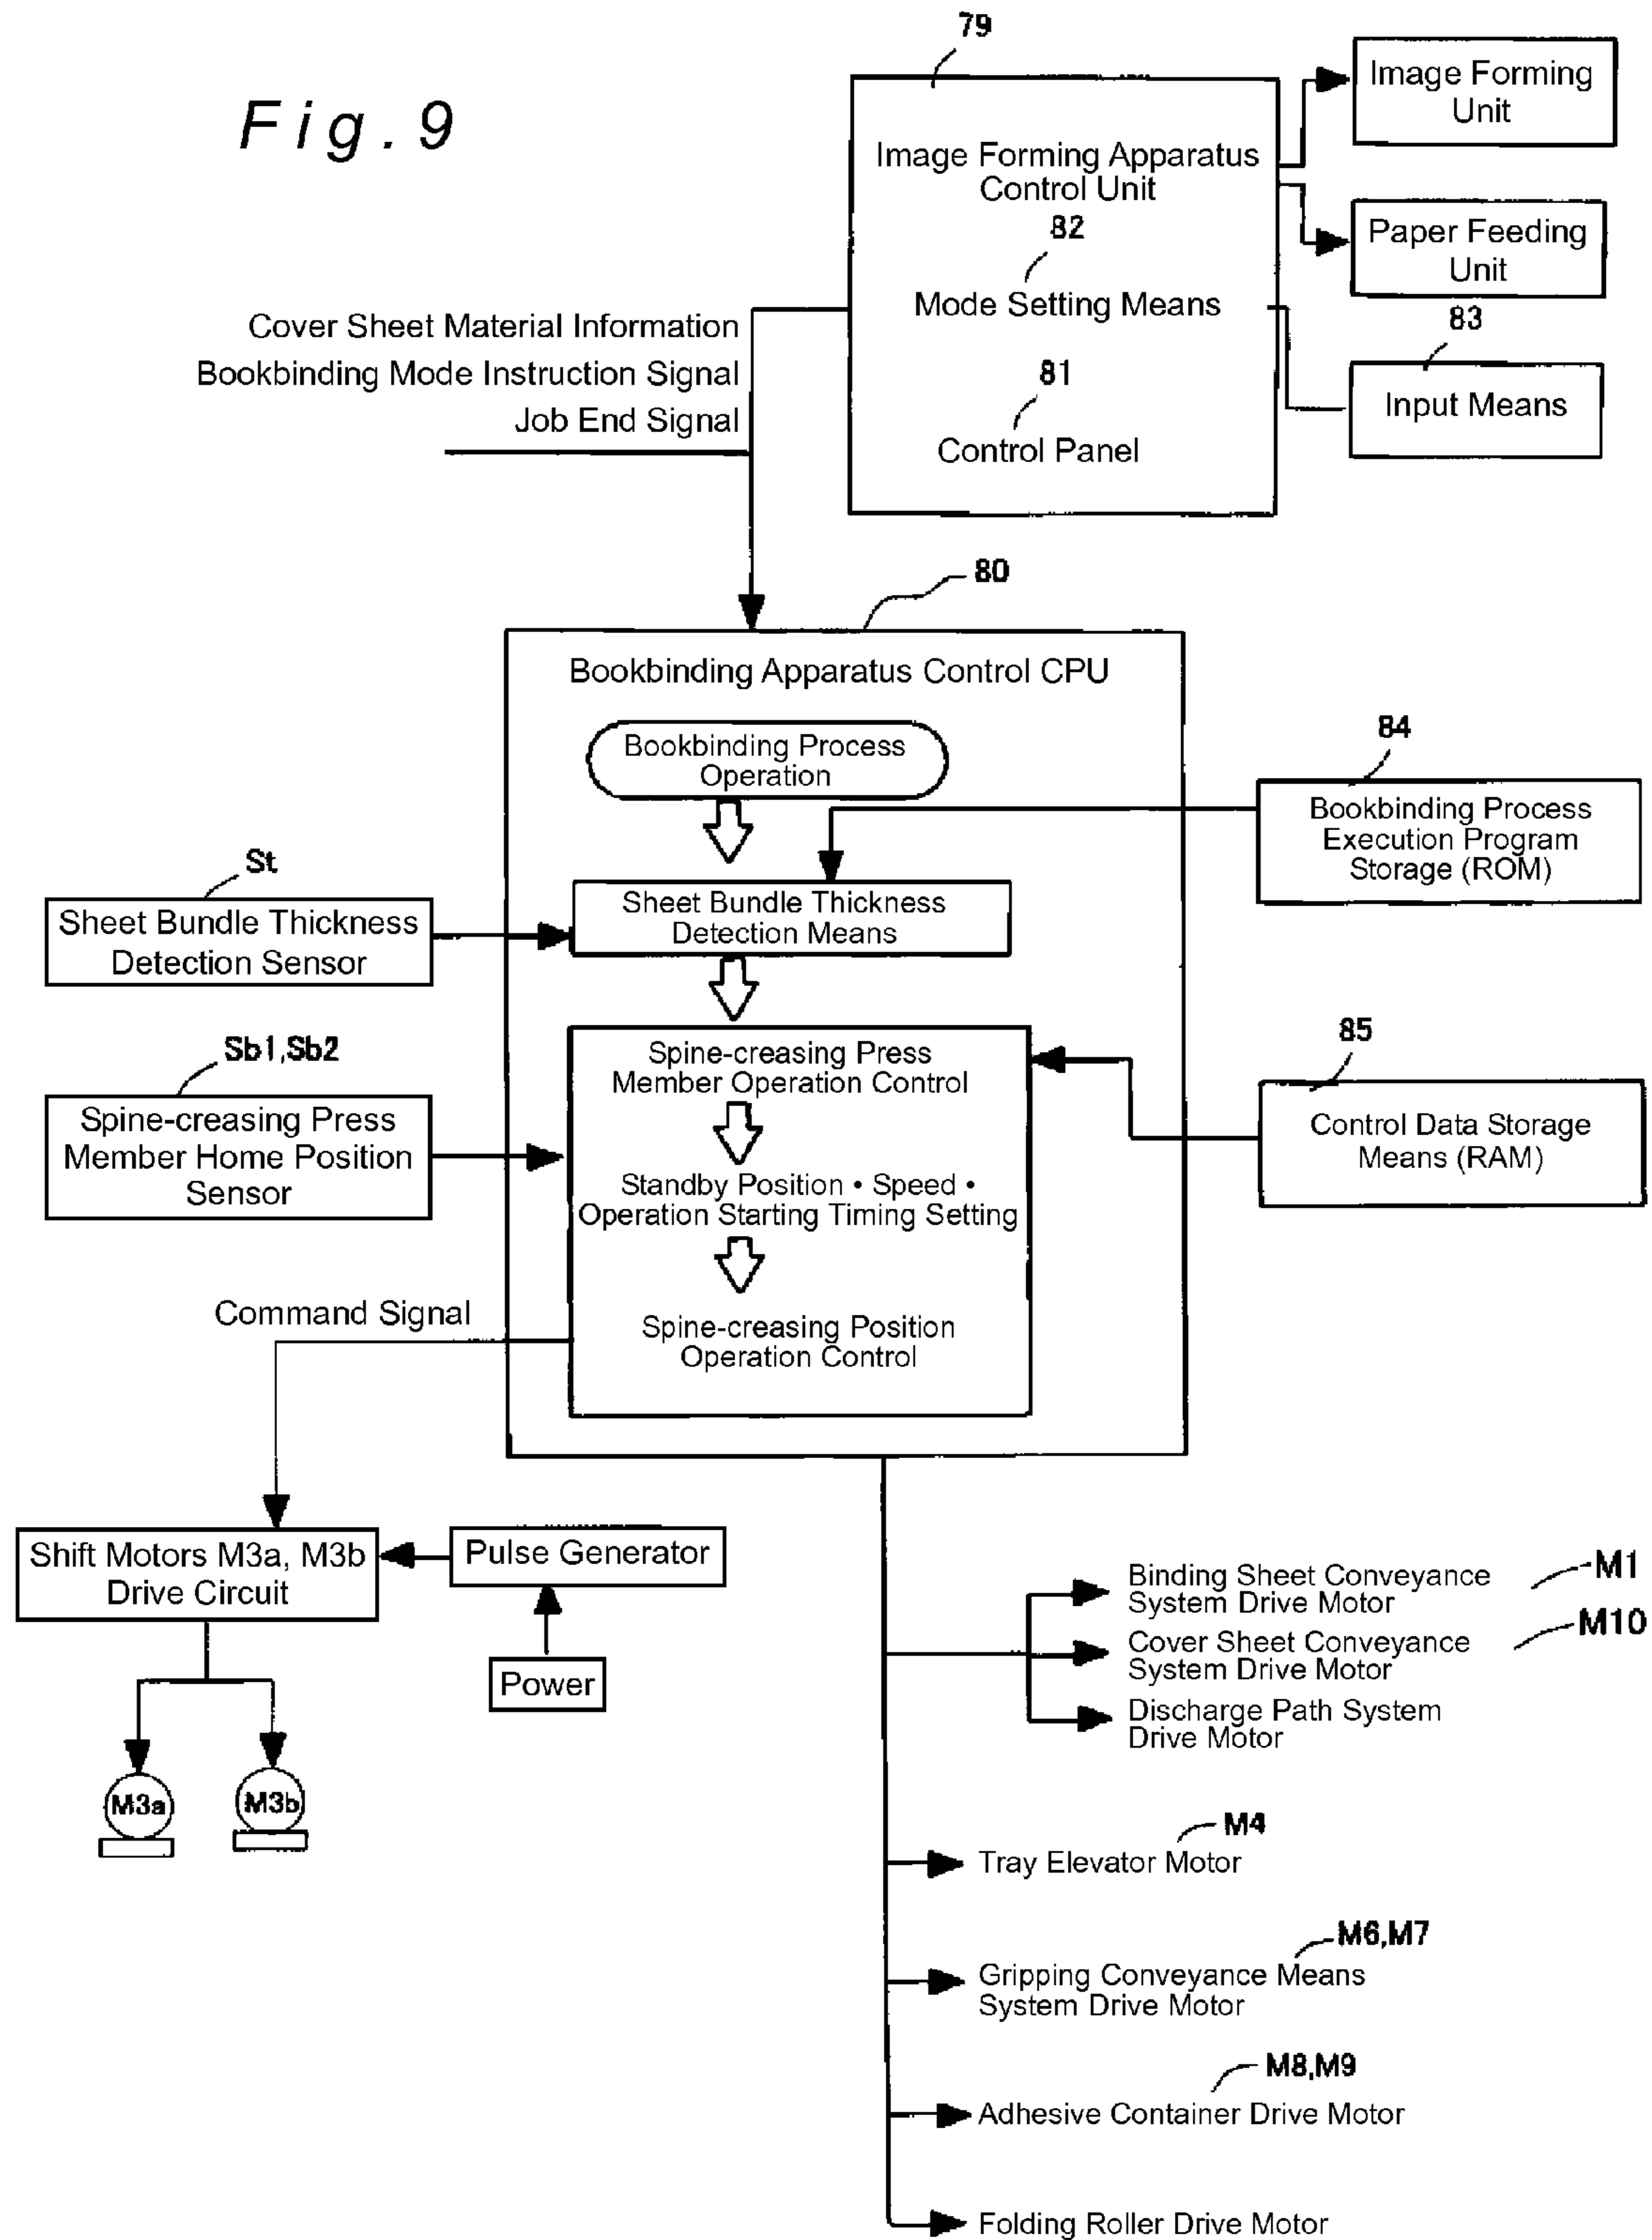 Fig. 9
79
Image Forming
Unit
Image Forming Apparatus
Control Unit
82
Mode Setting Means
81
Control Panel
Paper Feeding
Unit
83
Input Means
Cover Sheet Material Information
Bookbinding Mode Instruction Signal
Job End Signal
80
Bookbinding Apparatus Control CPU
Bookbinding Process
Operation
84
Bookbinding Process
Execution Program
Storage (ROM)
St
Sheet Bundle Thickness
Detection Sensor
Sheet Bundle Thickness
Detection Means
Sb1,Sb2
Spine-creasing Press
Member Home Position
Sensor
Spine-creasing Press
Member Operation Control
Standby Position • Speed •
Operation Starting Timing Setting
Spine-creasing Position
Operation Control
85
Control Data Storage
Means (RAM)
Command Signal
Shift Motors M3a, M3b
Drive Circuit
Pulse Generator
Power
M3a
M3b
Binding Sheet Conveyance
System Drive Motor
M1
Cover Sheet Conveyance
System Drive Motor
M10
Discharge Path System
Drive Motor
M4
Tray Elevator Motor
M6,M7
Gripping Conveyance Means
System Drive Motor
M8,M9
Adhesive Container Drive Motor
Folding Roller Drive Motor